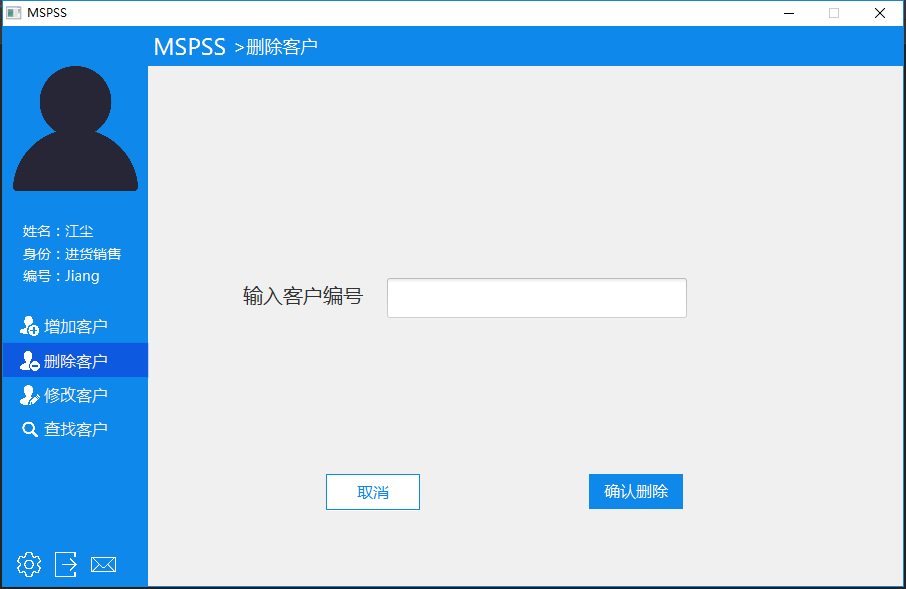 MSPSS
MSPSS >删除客户
姓名：江尘
身份：进货销售
编号：Jiang
增加客户
删除客户
修改客户
查找客户
输入客户编号
取消
确认删除